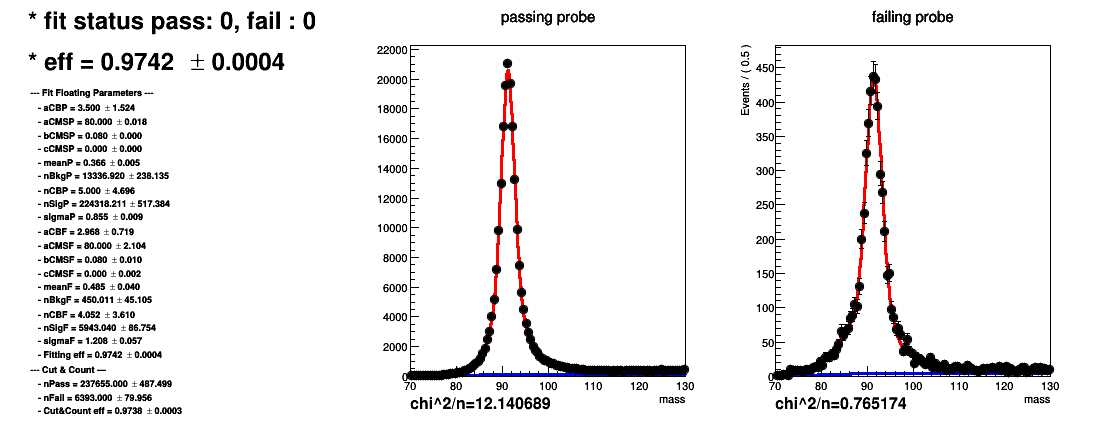 * fit status pass: 0, fail : 0
* eff = 0.9742 ± 0.0004
--- Fit Floating Parameters ---
- aCBP = 3.500 ± 1.524
- aCMSP = 80.000 ± 0.018
- bCMSP = 0.080 ± 0.000
- cCMSP = 0.000 ± 0.000
- meanP = 0.366 ± 0.005
- nBkgP = 13336.920 ± 238.135
- nCBP = 5.000 ± 4.696
- nSigP = 224318.211 ± 517.384
- sigmaP = 0.855 ± 0.009
- aCBF = 2.968 ± 0.719
- aCMSF = 80.000 ± 2.104
- bCMSF = 0.080 ± 0.010
- cCMSF = 0.000 ± 0.002
- meanF = 0.485 ± 0.040
- nBkgF = 450.011 ± 45.105
- nCBF = 4.052 ± 3.610
- nSigF = 5943.040 ± 86.754
- sigmaF = 1.208 ± 0.057
- Fitting eff = 0.9742 ± 0.0004
--- Cut & Count ---
- nPass = 237655.000 ± 487.499
- nFail = 6393.000 ± 79.956
- Cut&Count eff = 0.9738 ± 0.0003
passing probe
22000
20000
18000
16000
14000
12000
10000
8000
6000
4000
2000
0
70 80 90 100 110 120 130
mass
chi^2/n=12.140689
failing probe
Events / ( 0.5 )
450
400
350
300
250
200
150
100
50
0
70 80 90 100 110 120 130
mass
chi^2/n=0.765174